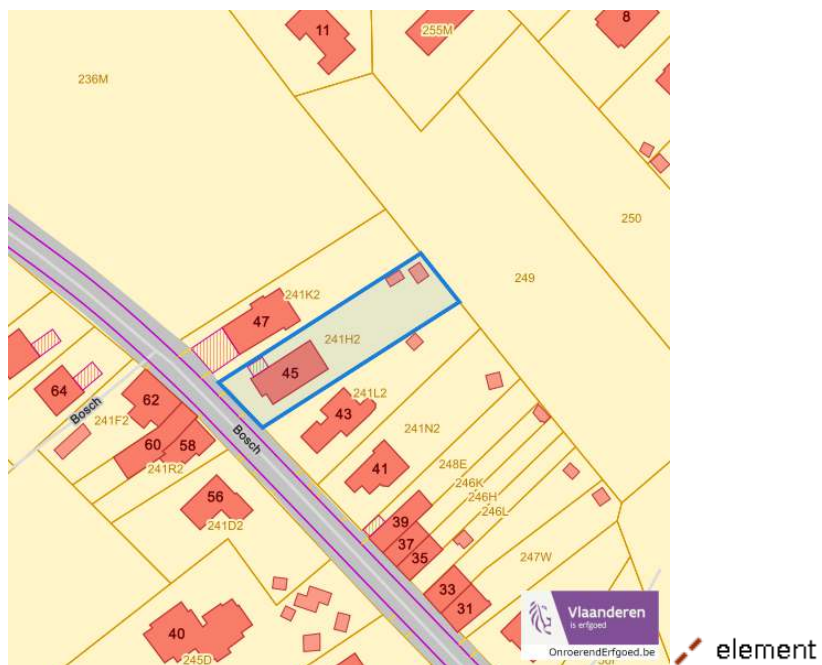 11
255M
8
236M
250
249
241K2
47
241H2
45
64
62
241L2
43
Bosch
241F2
60
58
Bosch
241N2
241R2
41
248E
246K
56
246H
39
246L
241D2
37
35
247W
33
31
Vlaanderen
is erfgoed
40
245D
OnroerendErfgoed.be
element